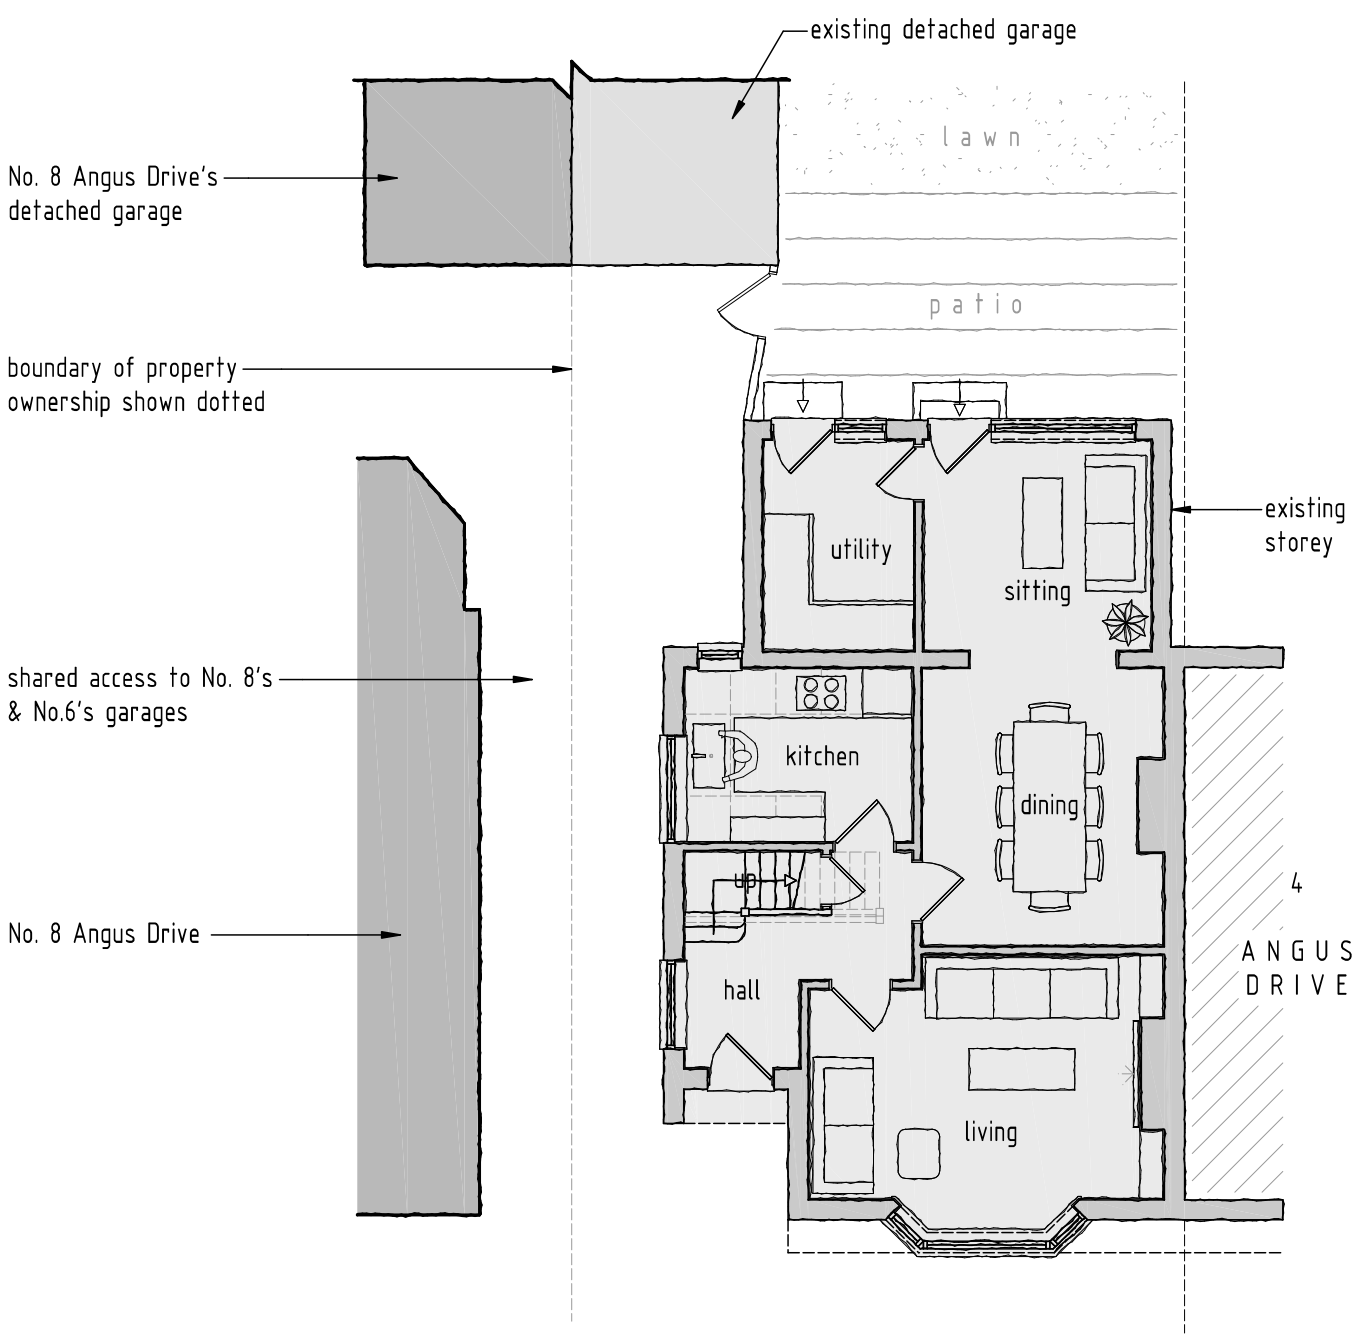 existing detached garage
lawn
No. 8 Angus Drive's
detached garage
patio
boundary of property
ownership shown dotted
existing
storey
utility
sitting
shared access to No. 8's
& No.6's garages
kitchen
dining
UP
4
ANGUS
DRIVE
No. 8 Angus Drive
hall
living